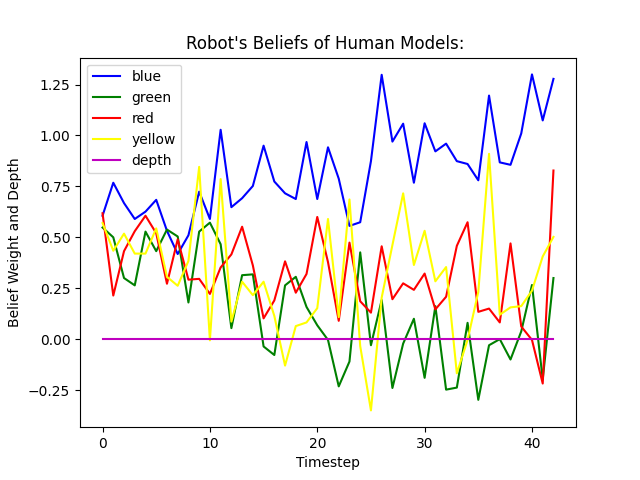 Robot's Beliefs of Human Models:
blue
green
red
yellow
depth
1.25
1.00
0.75
0.50
0.25
0.00
−0.25
Belief Weight and Depth
0 10 20 30 40
Timestep